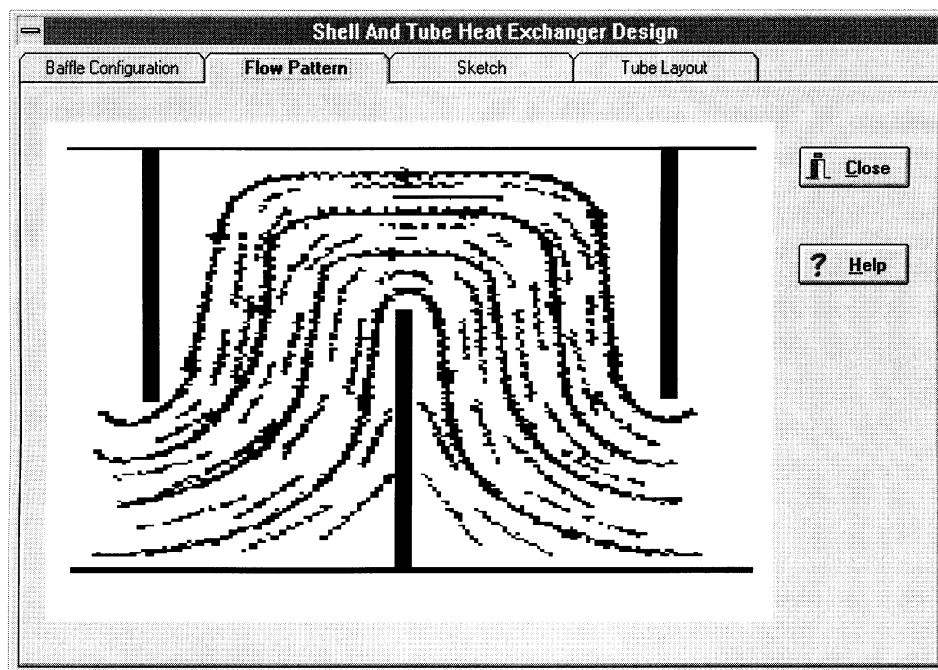 Shell And Tube Heat Exchanger Design
Baffle Configuration
Flow Pattern
Sketch
Tube Layout
Close
? Help